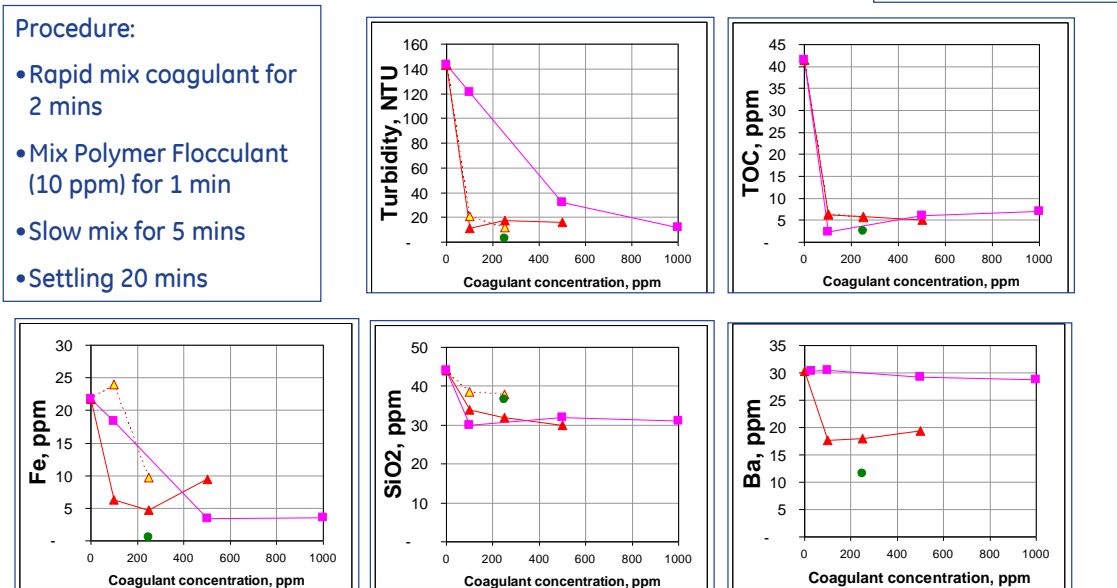 Procedure:
•Rapid mix coagulant for
2 mins
•Mix Polymer Flocculant
(10 ppm) for 1 min
•Slow mix for 5 mins
•Settling 20 mins
Turbidity, NTU
160
140
120
100
80
60
40
20
-
0 200 400 600 800 1000
Coagulant concentration, ppm
TOC, ppm
45
40
35
30
25
20
15
10
5
-
0 200 400 600 800 1000
Coagulant concentration, ppm
Fe, ppm
30
25
20
15
10
5
-
0 200 400 600 800 1000
Coagulant concentration, ppm
SiO2, ppm
50
40
30
20
10
-
0 200 400 600 800 1000
Coagulant concentration, ppm
Ba, ppm
35
30
25
20
15
10
5
-
0 200 400 600 800 1000
Coagulant concentration, ppm